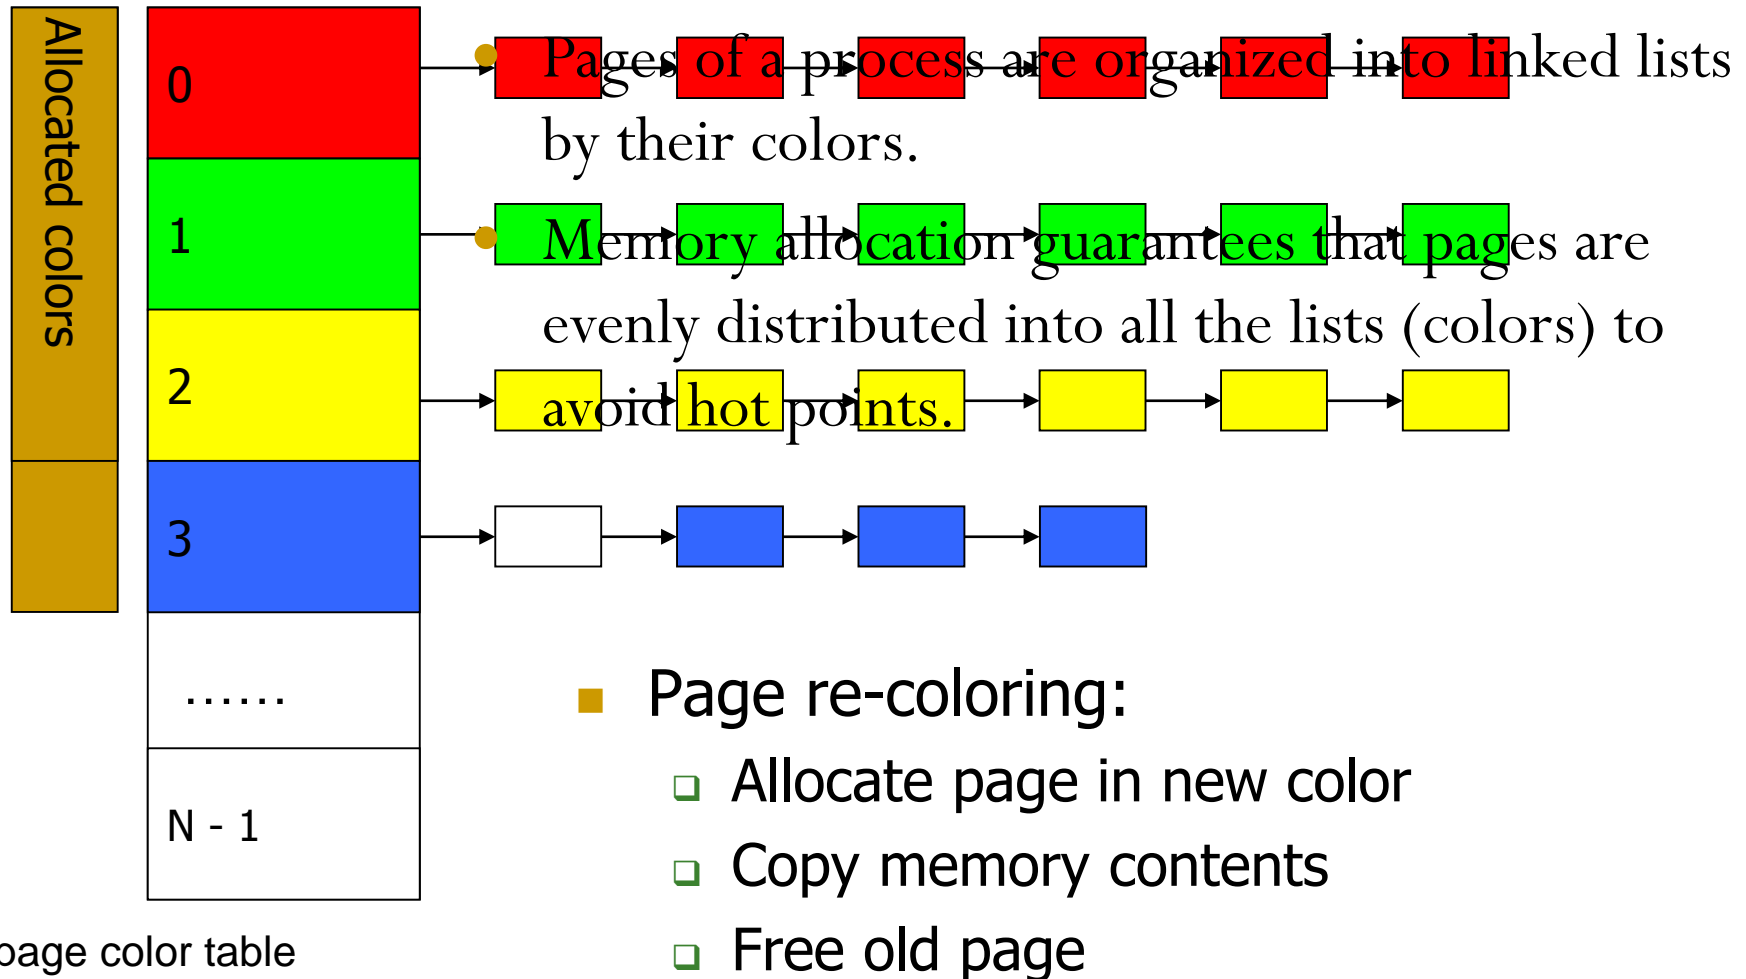 Allocated colors
0
1
2
3
......
N - 1
page color table
Pages of a process are organized into linked lists
by their colors.
Memory allocation guarantees that pages are
evenly distributed into all the lists (colors) to
avoid hot points.
Page re-coloring:
Allocate page in new color
Copy memory contents
Free old page